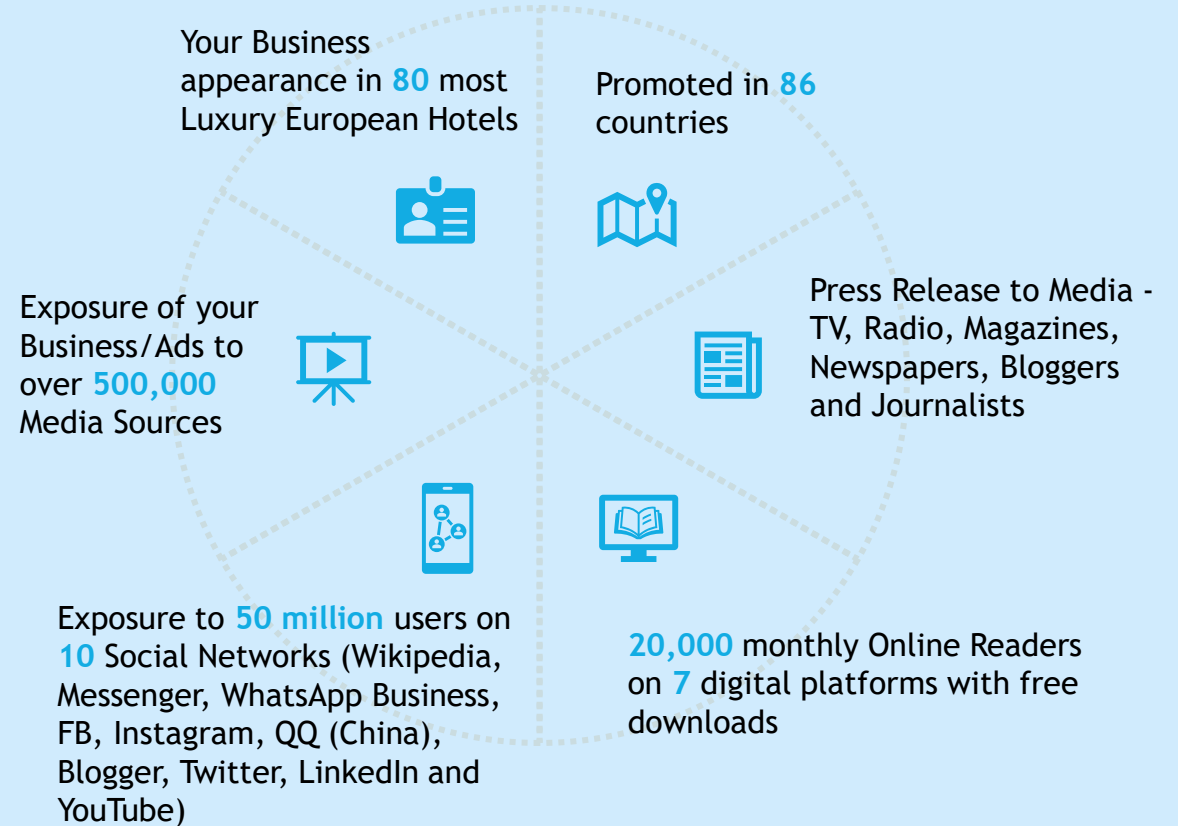 Your Business
appearance in 80 most
Luxury European Hotels
Promoted in 86
countries
Press Release to Media -
TV, Radio, Magazines,
Newspapers, Bloggers
and Journalists
Exposure of your
Business/Ads to
over 500,000
Media Sources
Exposure to 50 million users on
10 Social Networks (Wikipedia,
Messenger, WhatsApp Business,
FB, Instagram, QQ (China),
Blogger, Twitter, LinkedIn and
YouTube)
20,000 monthly Online Readers
on 7 digital platforms with free
downloads